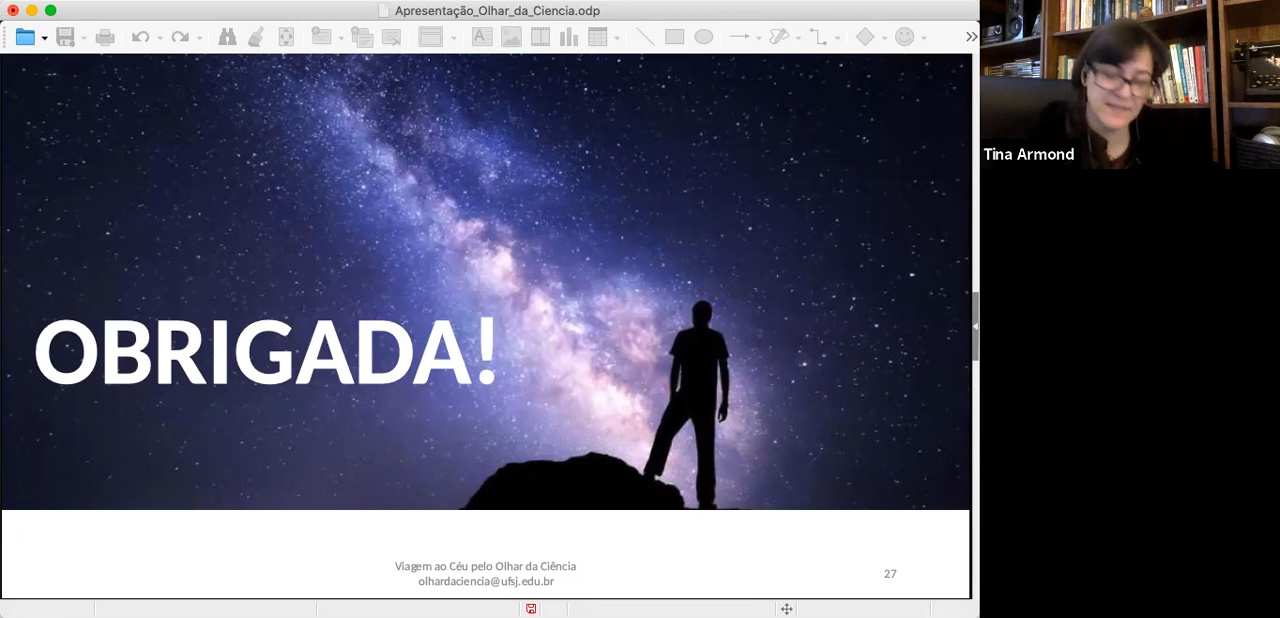 Apresentação_Olhar_da_Ciencia.odp
Tina Armond
OBRIGADA!
Viagem ao Céu pelo Olhar da Ciência
olhardaciencia@ufsj.edu.br
27